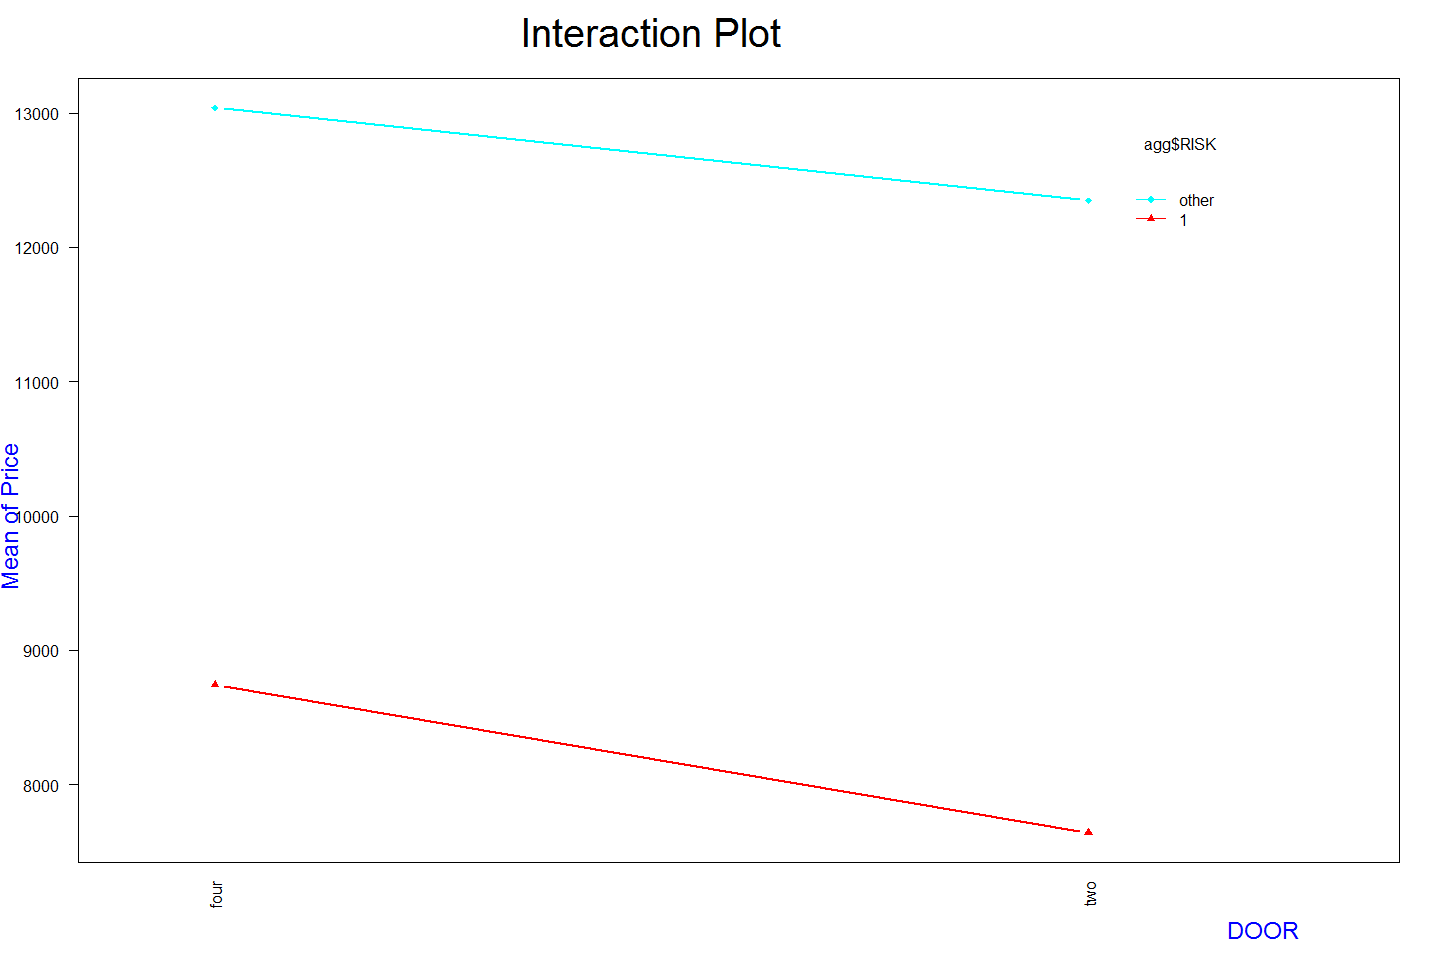 Interaction Plot
13000
agg$RISK
other
1
12000
11000
Mean of Price
10000
9000
8000
four
two
DOOR